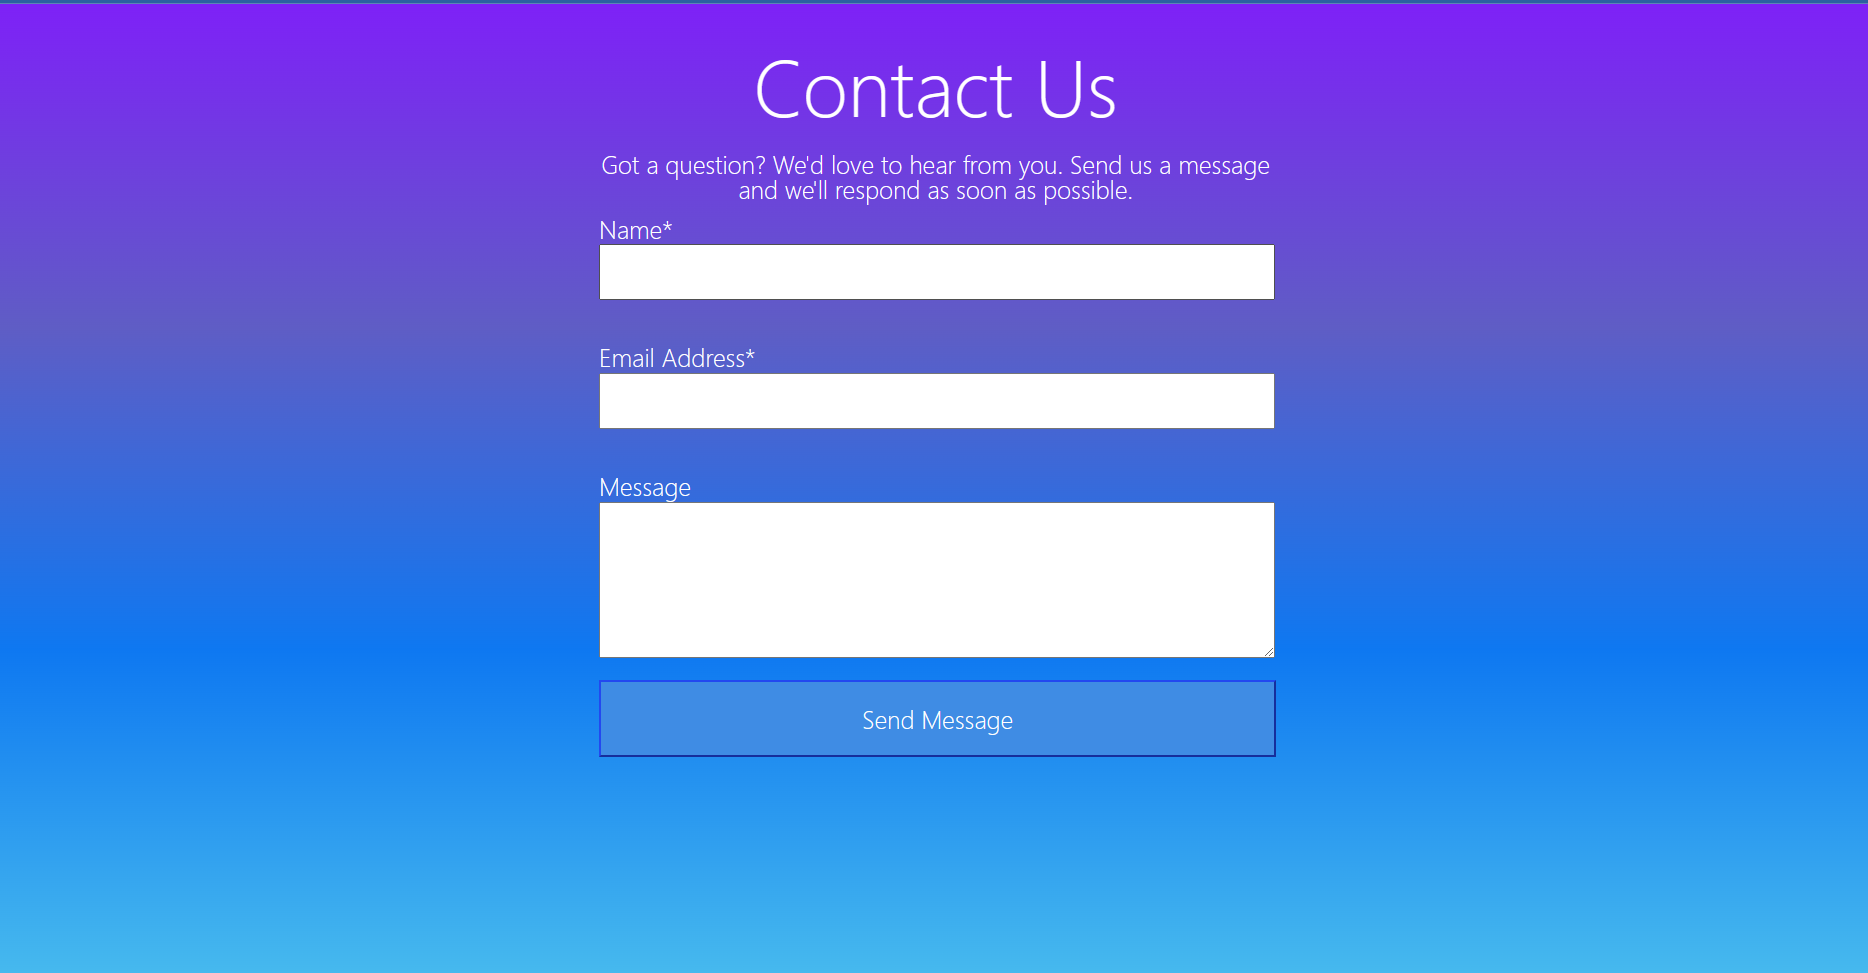 Contact Us
Got a question? We'd love to hear from you. Send us a message
and we'll respond as soon as possible.
Name*
Email Address*
Message
Send Message